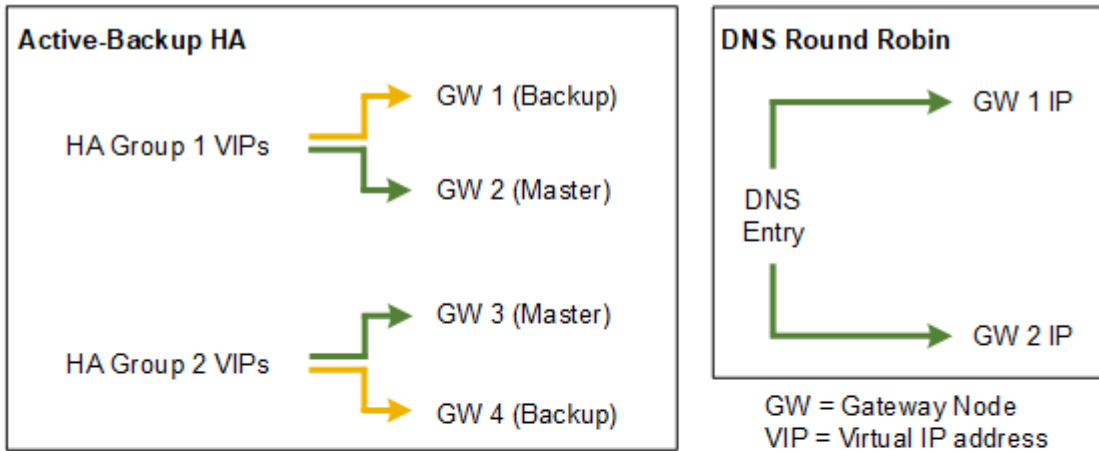 Active-Backup HA
GW 1 (Backup)
HA Group 1 VIPs
GW 2 (Master)
GW 3 (Master)
HA Group 2 VIPs
GW 4 (Backup)
DNS Round Robin
GW 1 IP
DNS
Entry
GW 2 IP
GW = Gateway Node
VIP = Virtual IP address